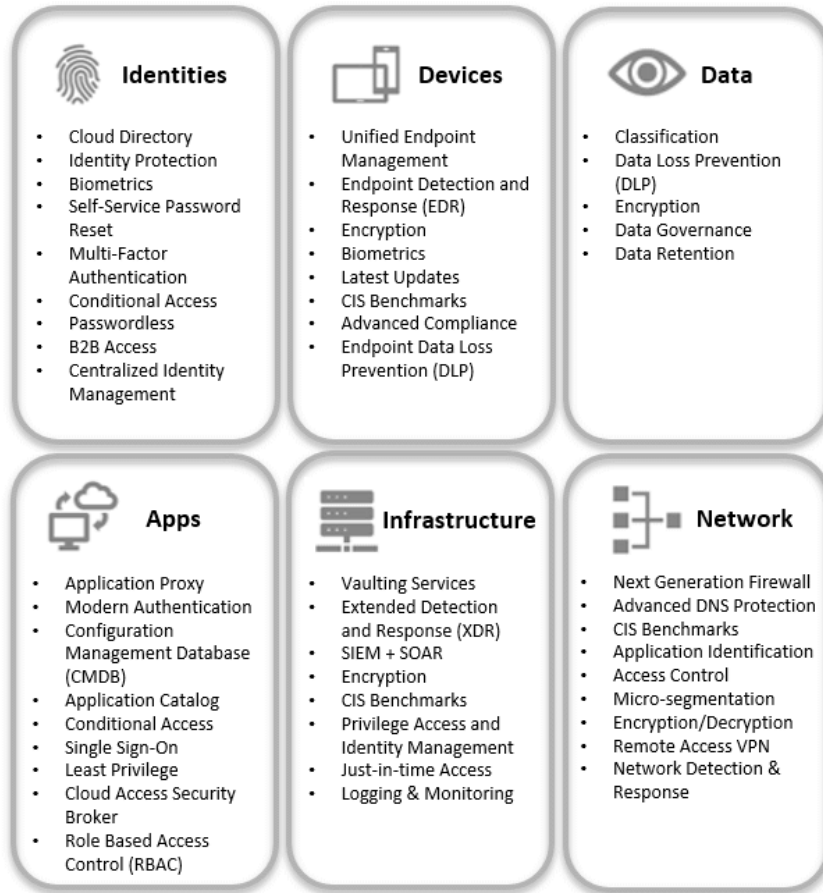 Identities
• Cloud Directory
• Identity Protection
• Biometrics
• Self-Service Password
Reset
• Multi-Factor
Authentication
• Conditional Access
• Passwordless
• B2B Access
• Centralized Identity
Management
Devices
• Unified Endpoint
Management
• Endpoint Detection and
Response (EDR)
• Encryption
• Biometrics
• Latest Updates
• CIS Benchmarks
• Advanced Compliance
• Endpoint Data Loss
Prevention (DLP)
Data
• Classification
• Data Loss Prevention
(DLP)
• Encryption
• Data Governance
• Data Retention
Apps
• Application Proxy
• Modern Authentication
• Configuration
Management Database
(CMDB)
• Application Catalog
• Conditional Access
• Single Sign-On
• Least Privilege
• Cloud Access Security
Broker
• Role Based Access
Control (RBAC)
Infrastructure
• Vaulting Services
• Extended Detection
and Response (XDR)
• SIEM + SOAR
• Encryption
• CIS Benchmarks
• Privilege Access and
Identity Management
• Just-in-time Access
• Logging & Monitoring
Network
• Next Generation Firewall
• Advanced DNS Protection
• CIS Benchmarks
• Application Identification
• Access Control
• Micro-segmentation
• Encryption/Decryption
• Remote Access VPN
• Network Detection &
Response